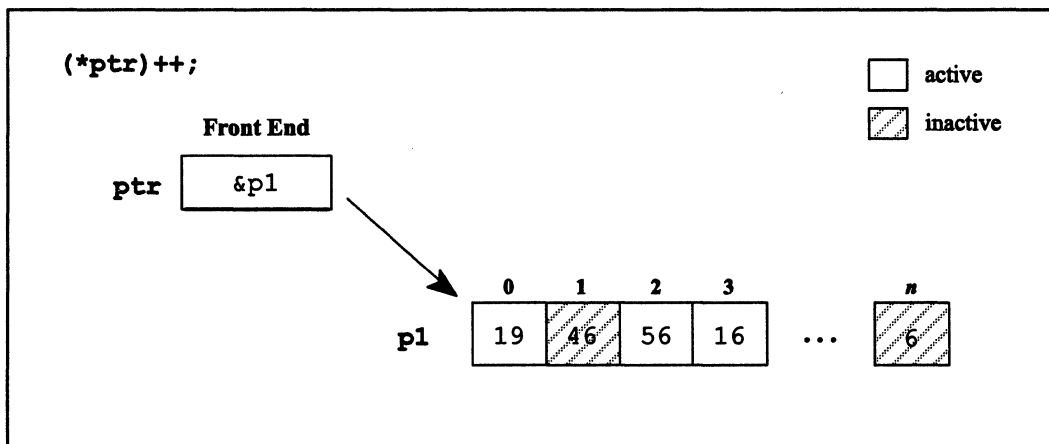 (*ptr)++;
active
inactive
Front End
ptr &p1
0 1 2 3 n
p1 19 46 56 16 ... 6